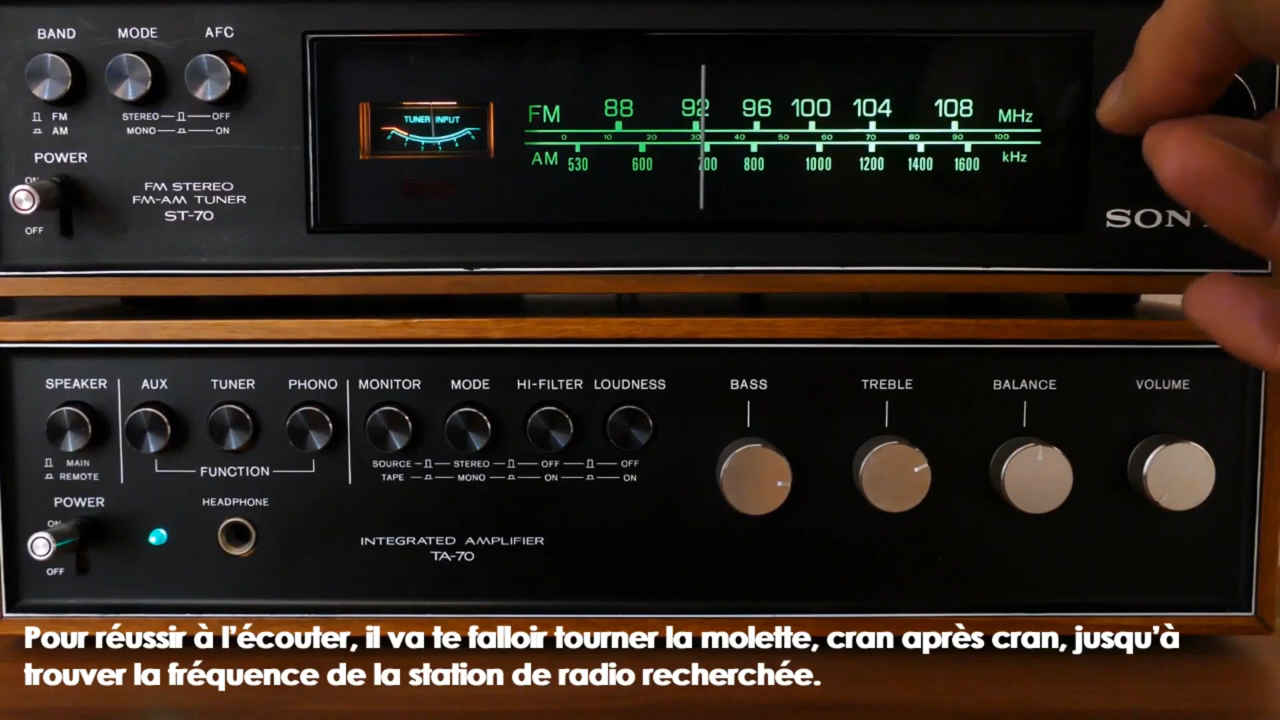 BAND MODE AFC
FM STEREO OFF
AM MONO ON
POWER
ON
OFF
FM STEREO
FM-AM TUNER
ST-70
TUNER INPUT
FM 88 92 96 100 104 108 MHz
0 10 20 30 40 50 60 70 80 90 100
AM 530 600 700 800 1000 1200 1400 1600 kHz
SON
SPEAKER AUX TUNER PHONO MONITOR MODE HI-FILTER LOUDNESS BASS TREBLE BALANCE VOLUME
MAIN SOURCE STEREO OFF OFF
REMOTE FUNCTION TAPE MONO ON ON
POWER HEADPHONE
ON
OFF
INTEGRATED AMPLIFIER
TA-70
Pour réussir à l'écouter, il va te falloir tourner la molette, cran après cran, jusqu'à
trouver la fréquence de la station de radio recherchée.